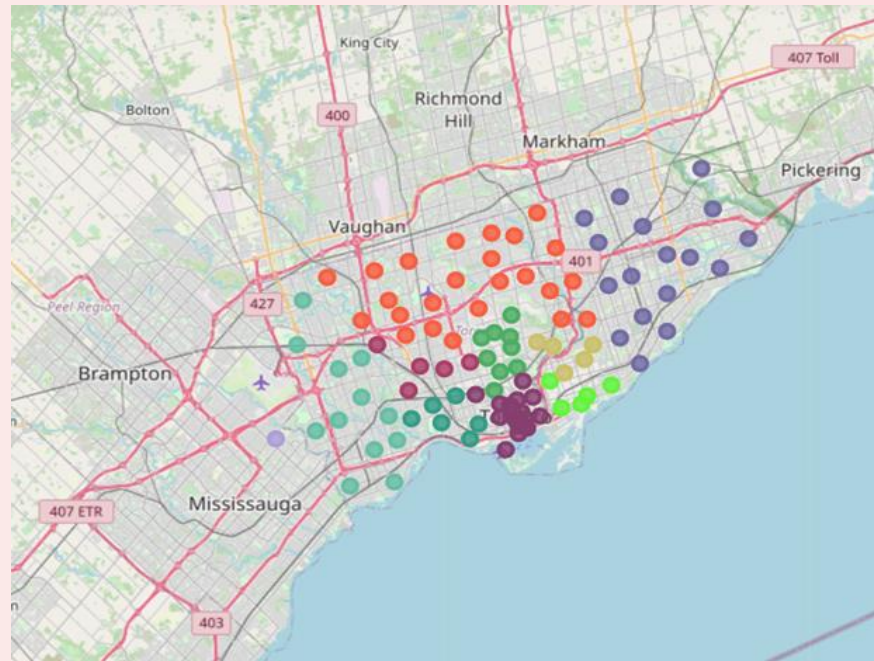 King City
407 Toll
Bolton
400
Richmond
Hill
Markham
Pickering
Vaughan
401
427
Peel Region
Brampton
Mississauga
407 ETR
403